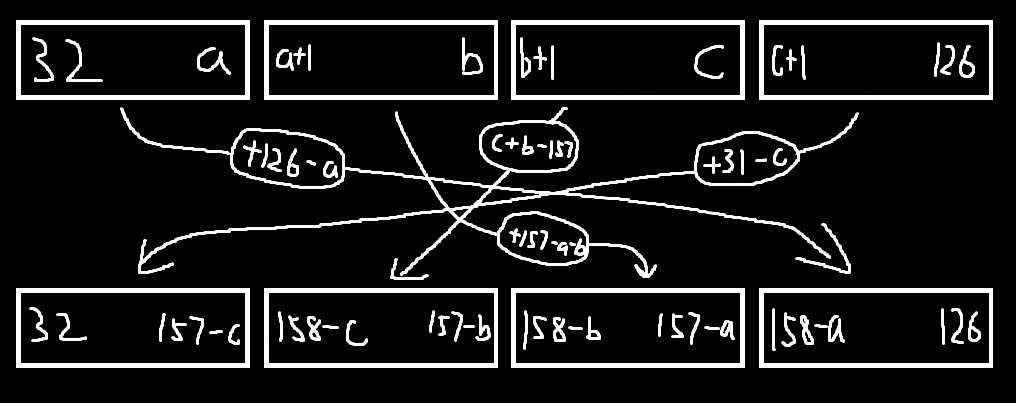 32 a a+1 b b+1 c c+1 126
+126-a c+b-157 +31-c
+157-a-b
32 157-c 158-c 157-b 158-b 157-a 158-a 126